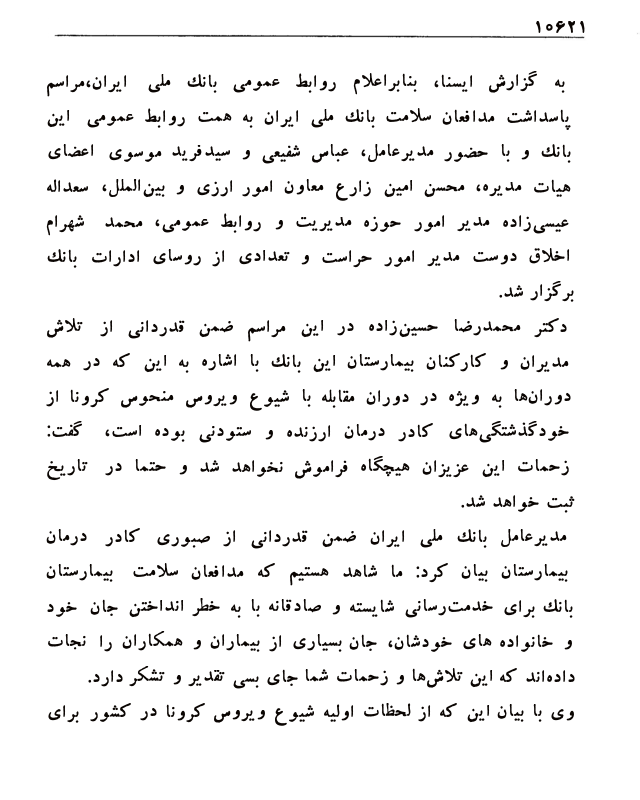 ۱۰۶۲۱
به گزارش ایسنا، بنابراعلام روابط عمومی بانک ملی ایران،مراسم
پاسداشت مدافعان سلامت بانک ملی ایران به همت روابط عمومی این
بانک و با حضور مدیرعامل، عباس شفیعی و سیدفرید موسوی اعضای
هیات مدیره، محسن امین زارع معاون امور ارزی و بین‌الملل، سعداله
عیسی‌زاده مدیر امور حوزه مدیریت و روابط عمومی، محمد شهرام
اخلاق دوست مدیر امور حراست و تعدادی از روسای ادارات بانک
برگزار شد.
دکتر محمدرضا حسین‌زاده در این مراسم ضمن قدردانی از تلاش
مدیران و کارکنان بیمارستان این بانک با اشاره به این که در همه
دوران‌ها به ویژه در دوران مقابله با شیوع ویروس منحوس کرونا از
خودگذشتگی‌های کادر درمان ارزنده و ستودنی بوده است، گفت:
زحمات این عزیزان هیچگاه فراموش نخواهد شد و حتما در تاریخ
ثبت خواهد شد.
مدیرعامل بانک ملی ایران ضمن قدردانی از صبوری کادر درمان
بیمارستان بیان کرد: ما شاهد هستیم که مدافعان سلامت بیمارستان
بانک برای خدمت‌رسانی شایسته و صادقانه با به خطر انداختن جان خود
و خانواده های خودشان، جان بسیاری از بیماران و همکاران را نجات
داده‌اند که این تلاش‌ها و زحمات شما جای بسی تقدیر و تشکر دارد.
وی با بیان این که از لحظات اولیه شیوع ویروس کرونا در کشور برای